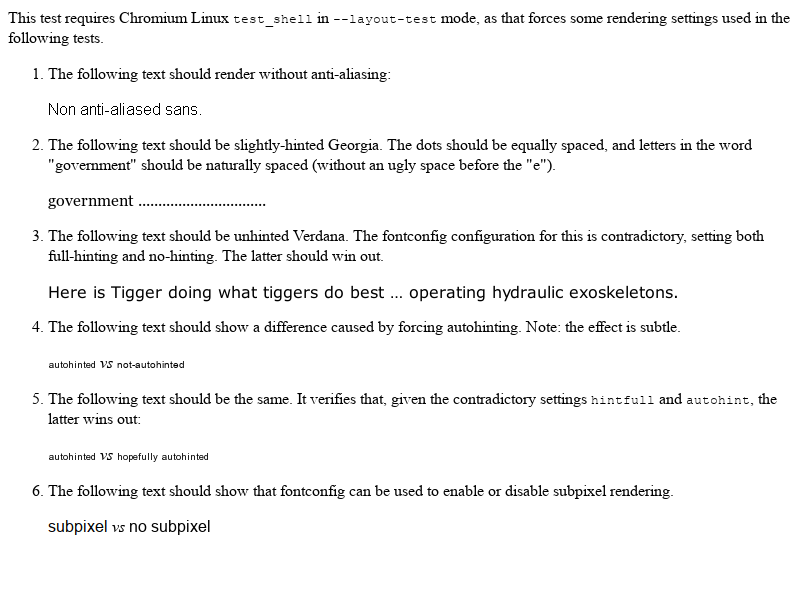 This test requires Chromium Linux test_shell in --layout-test mode, as that forces some rendering settings used in the
following tests.
1. The following text should render without anti-aliasing:
Non anti-aliased sans.
2. The following text should be slightly-hinted Georgia. The dots should be equally spaced, and letters in the word
"government" should be naturally spaced (without an ugly space before the "e").
government ................................
3. The following text should be unhinted Verdana. The fontconfig configuration for this is contradictory, setting both
full-hinting and no-hinting. The latter should win out.
Here is Tigger doing what tiggers do best … operating hydraulic exoskeletons.
4. The following text should show a difference caused by forcing autohinting. Note: the effect is subtle.
autohinted vs not-autohinted
5. The following text should be the same. It verifies that, given the contradictory settings hintfull and autohint, the
latter wins out:
autohinted vs hopefully autohinted
6. The following text should show that fontconfig can be used to enable or disable subpixel rendering.
subpixel vs no subpixel